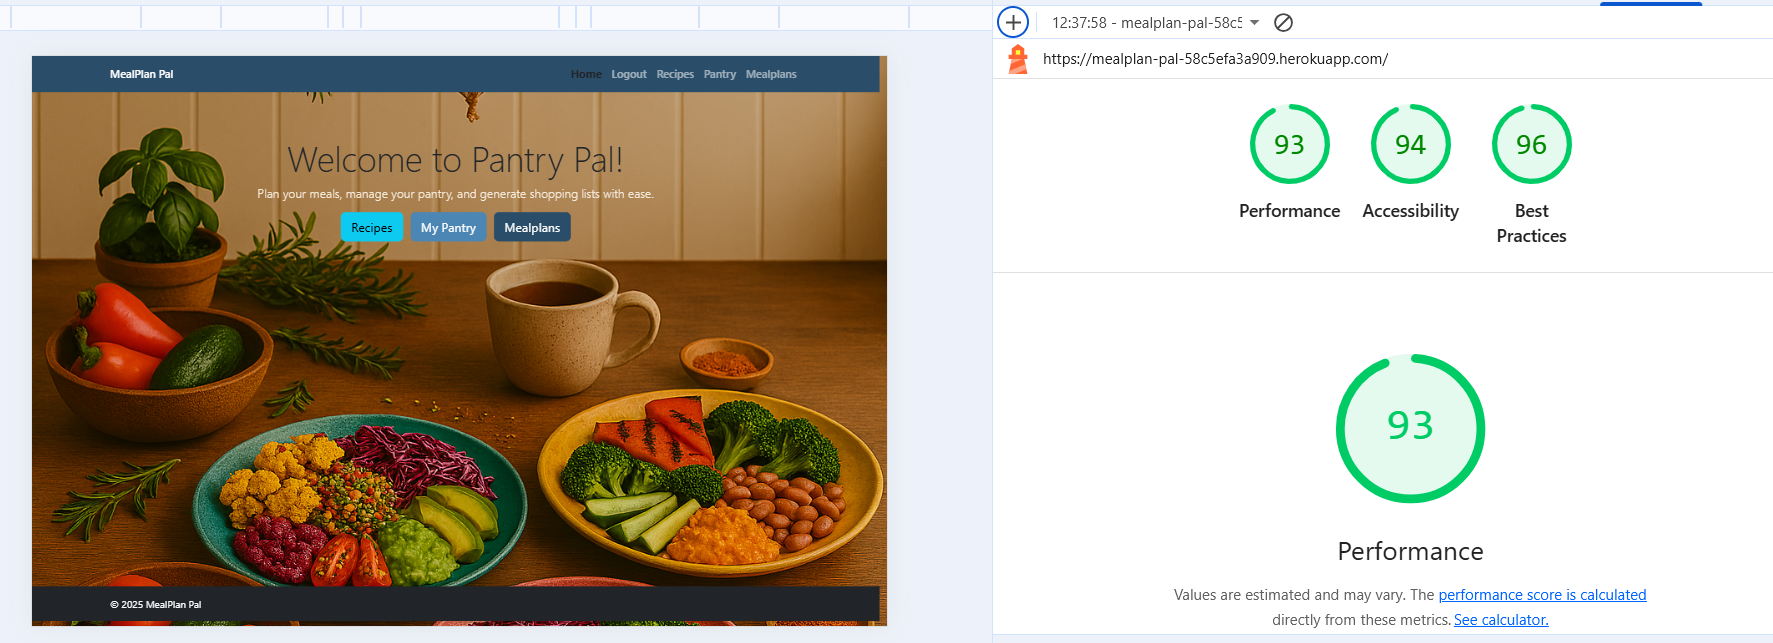 MealPlan Pal
Home Logout Recipes Pantry Mealplans
Welcome to Pantry Pal!
Plan your meals, manage your pantry, and generate shopping lists with ease.
Recipes My Pantry Mealplans
© 2025 MealPlan Pal
12:37:58 - mealplan-pal-58c5
https://mealplan-pal-58c5efa3a909.herokuapp.com/
93 94 96
Performance Accessibility Best
Practices
93
Performance
Values are estimated and may vary. The performance score is calculated
directly from these metrics. See calculator.